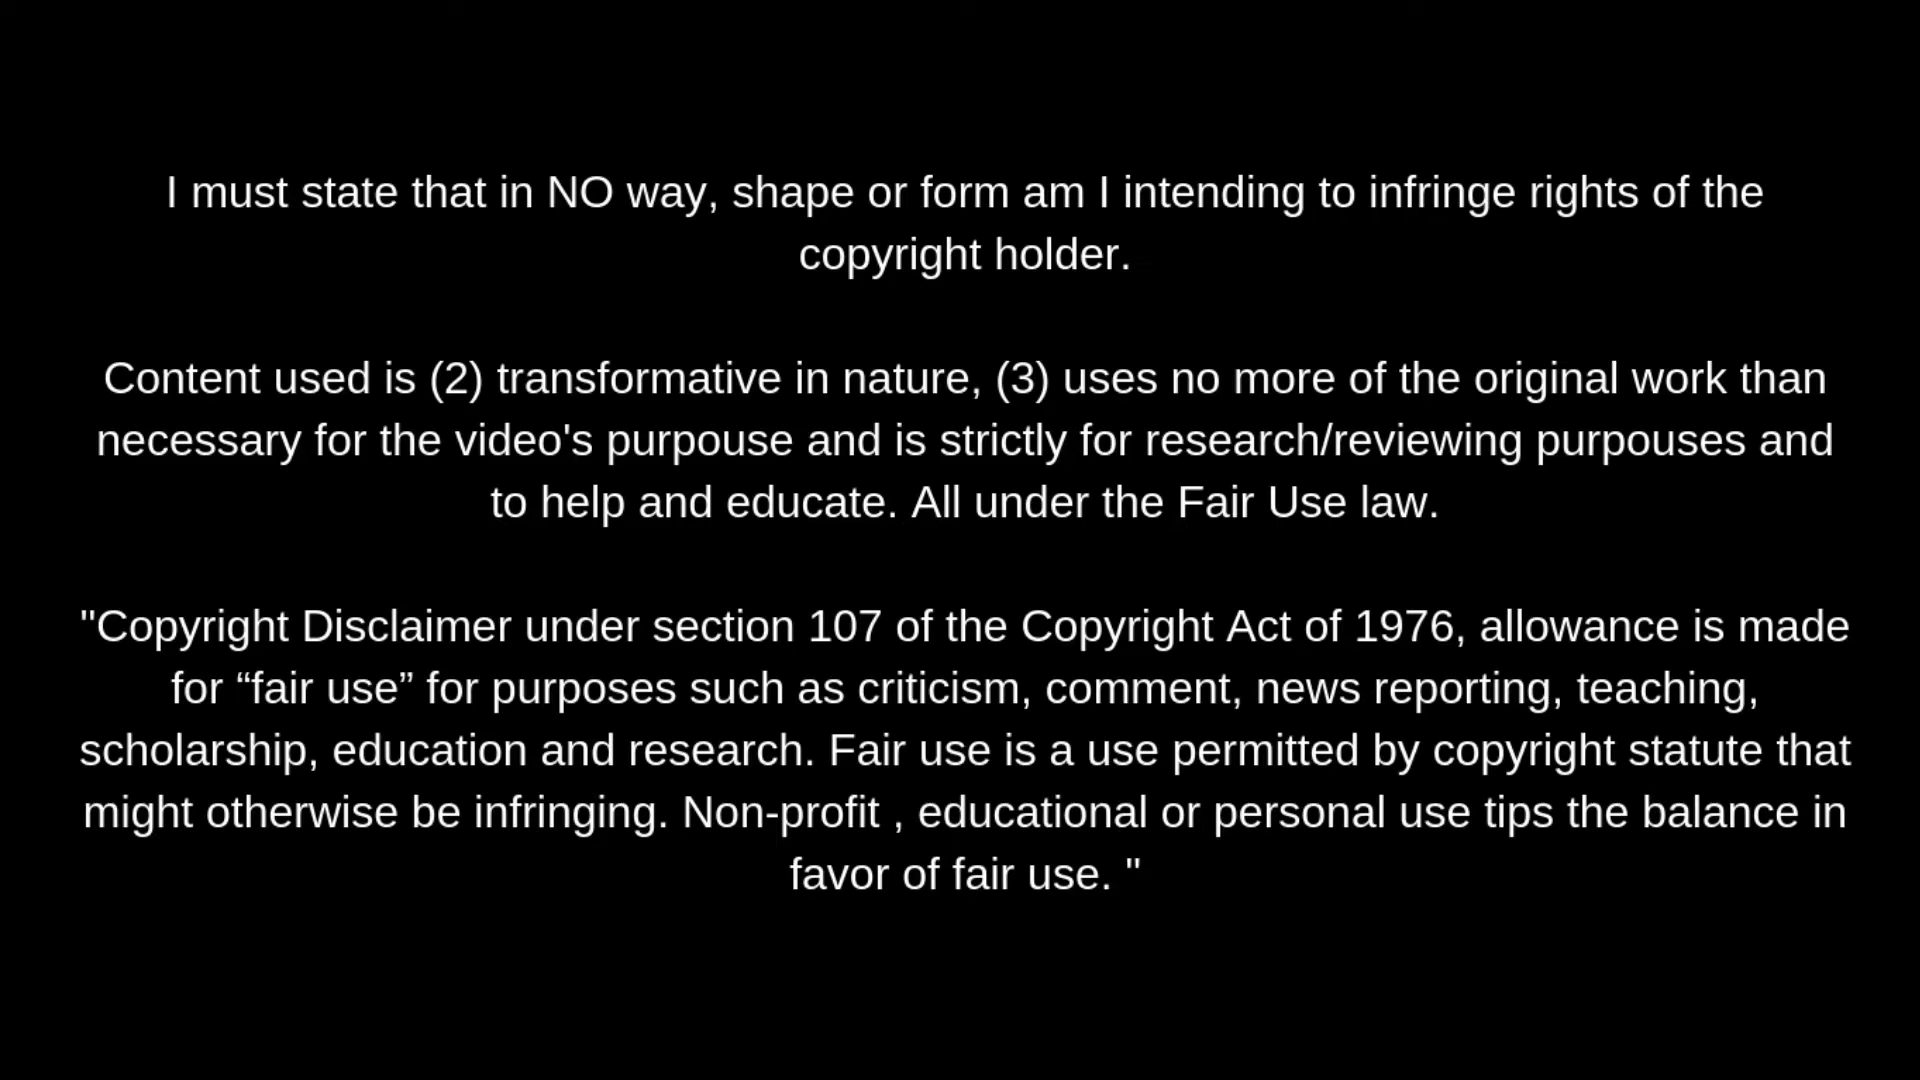 I must state that in NO way, shape or form am I intending to infringe rights of the
copyright holder.
Content used is (2) transformative in nature, (3) uses no more of the original work than
necessary for the video's purpouse and is strictly for research/reviewing purpouses and
to help and educate. All under the Fair Use law.
"Copyright Disclaimer under section 107 of the Copyright Act of 1976, allowance is made
for “fair use” for purposes such as criticism, comment, news reporting, teaching,
scholarship, education and research. Fair use is a use permitted by copyright statute that
might otherwise be infringing. Non-profit , educational or personal use tips the balance in
favor of fair use. "